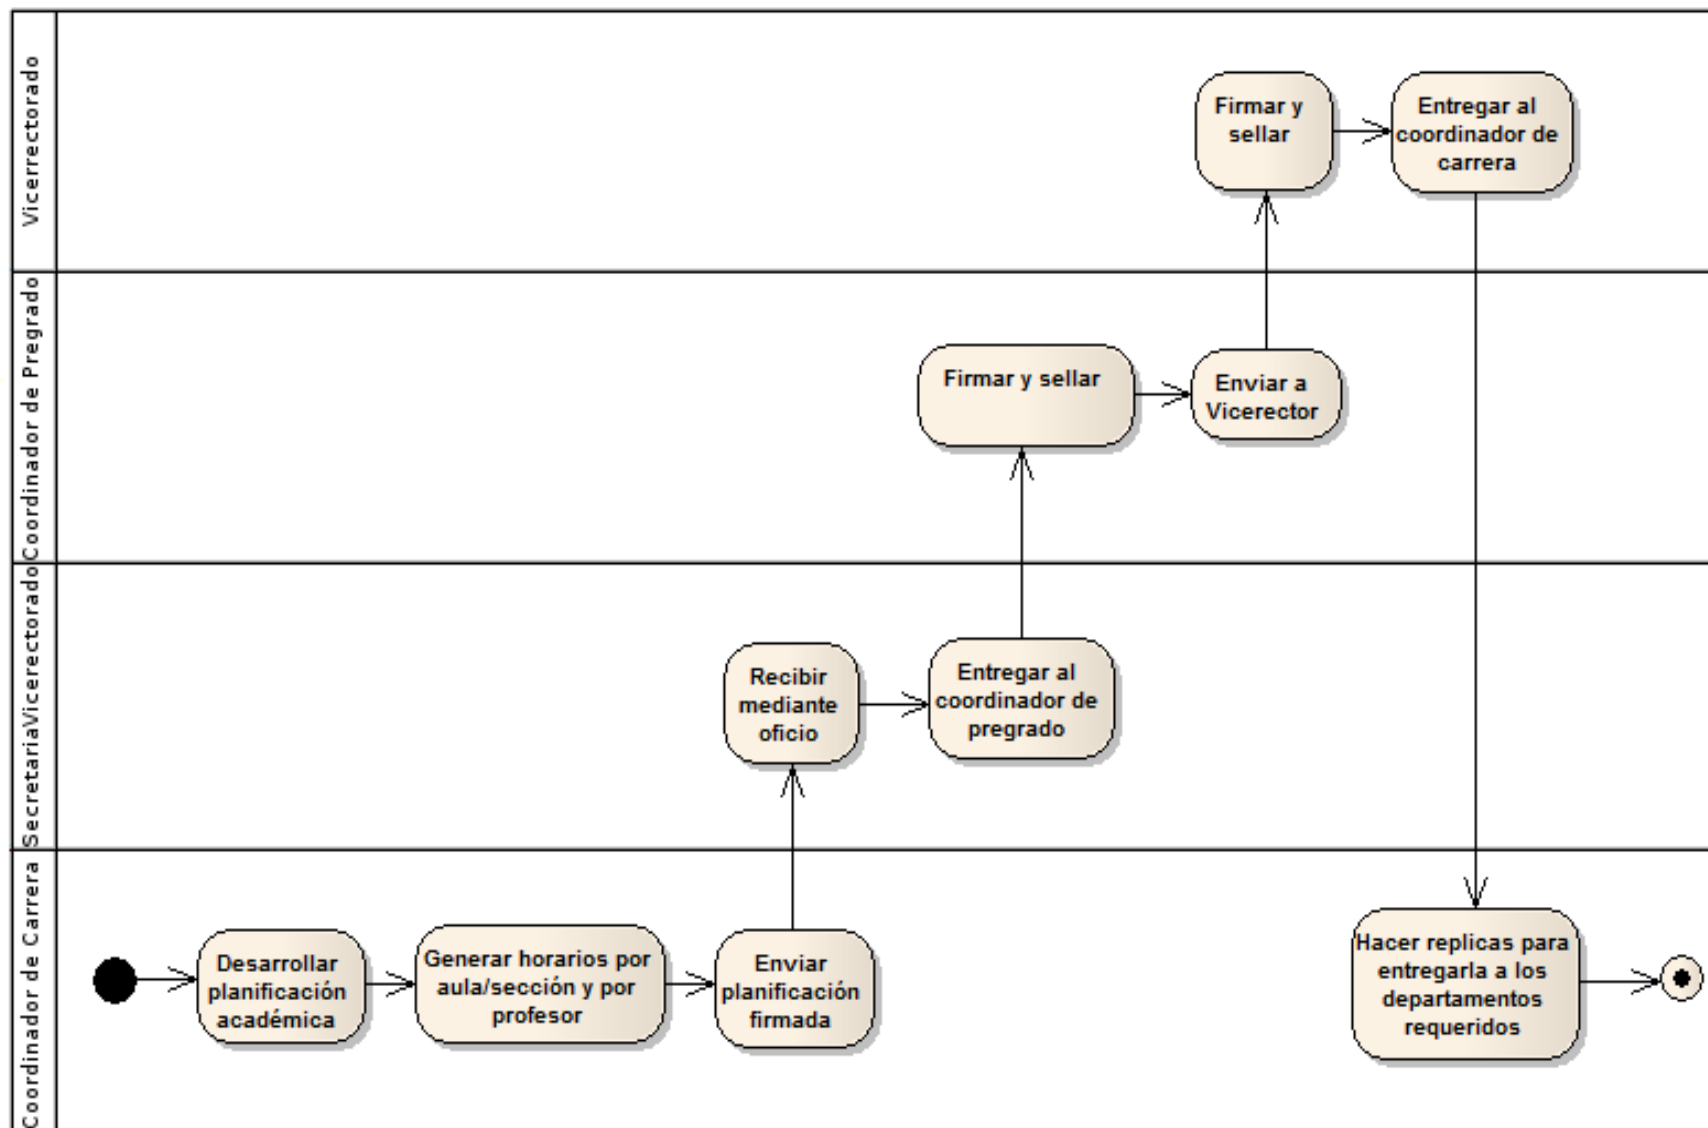 Vicerrectorado
Firmar y
sellar
Entregar al
coordinador de
carrera
Coordinador de Pregrado
Firmar y sellar
Enviar a
Vicerector
SecretariaVicerectorado
Recibir
mediante
oficio
Entregar al
coordinador de
pregrado
Coordinador de Carrera
Desarrollar
planificación
académica
Generar horarios por
aula/sección y por
profesor
Enviar
planificación
firmada
Hacer replicas para
entregarla a los
departamentos
requeridos